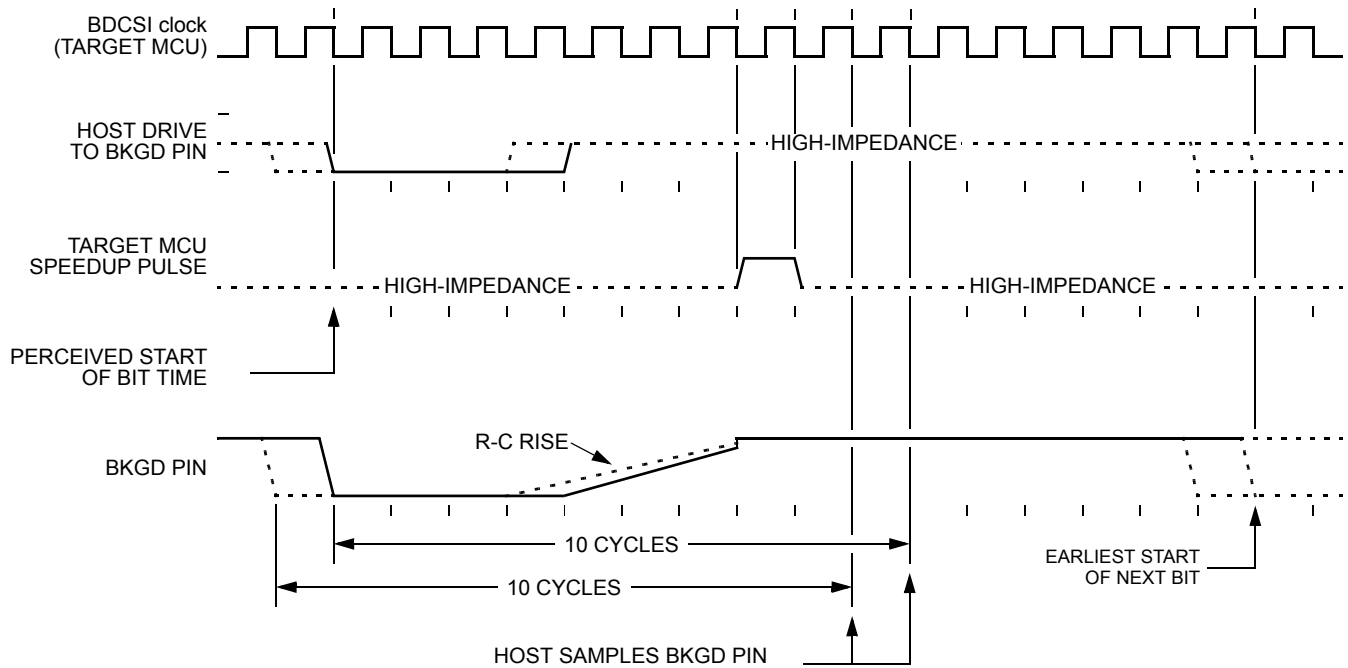 BDCSI clock
(TARGET MCU)
HOST DRIVE
TO BKGD PIN
HIGH-IMPEDANCE
TARGET MCU
SPEEDUP PULSE
HIGH-IMPEDANCE
HIGH-IMPEDANCE
PERCEIVED START
OF BIT TIME
R-C RISE
BKGD PIN
10 CYCLES
EARLIEST START
OF NEXT BIT
10 CYCLES
HOST SAMPLES BKGD PIN